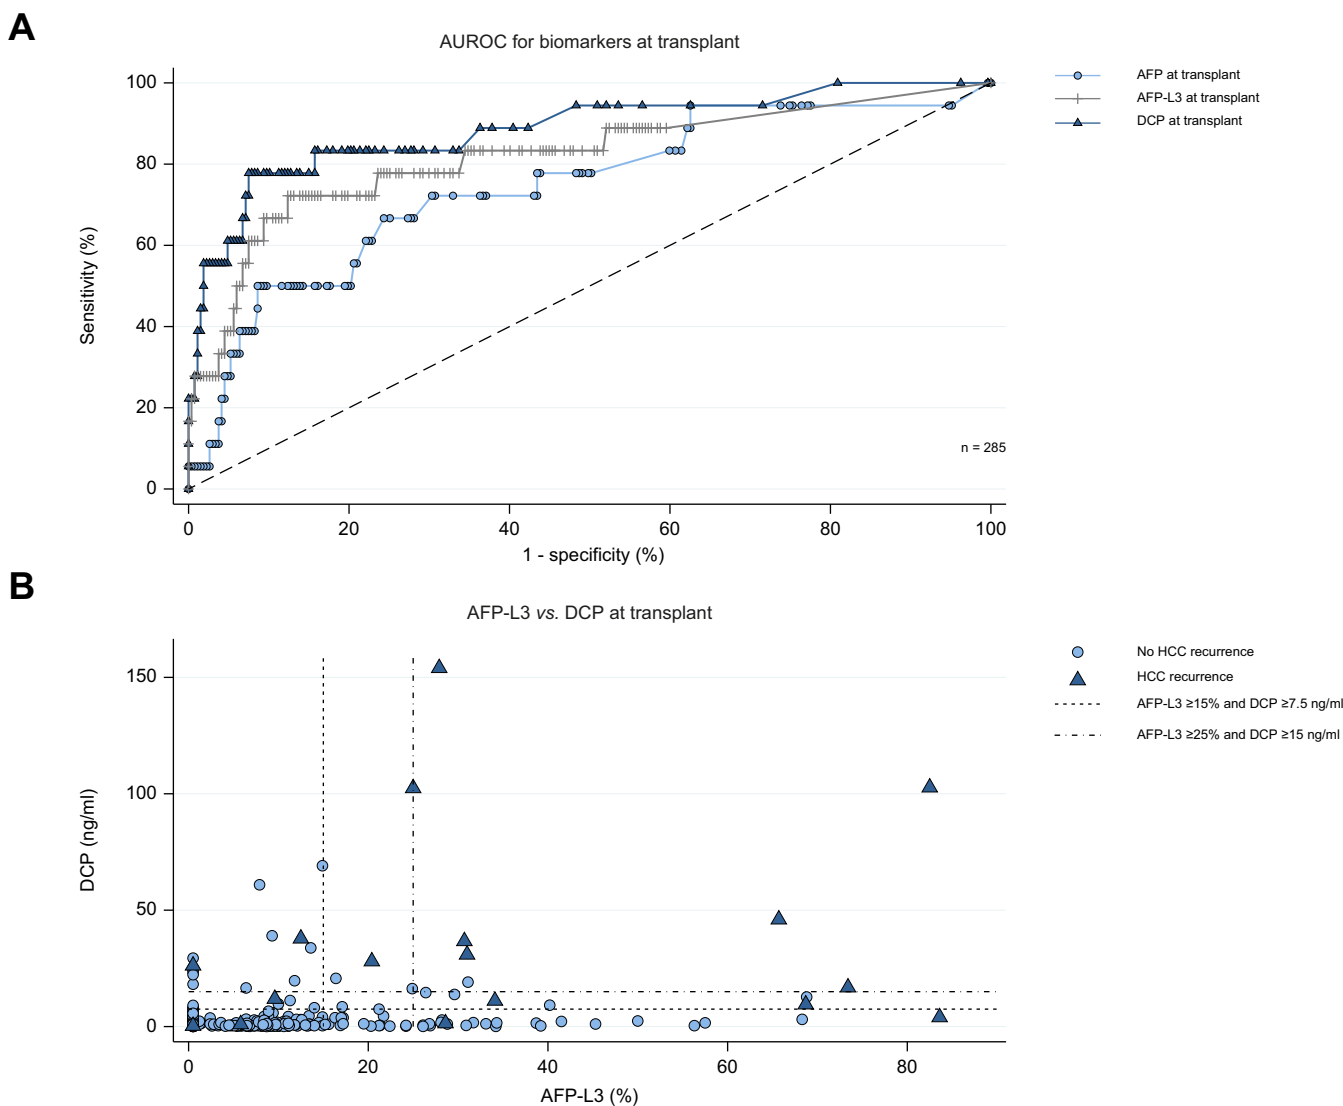 A
AUROC for biomarkers at transplant
100
80
60
40
20
0
Sensitivity (%)
0 20 40 60 80 100
1 - specificity (%)
n = 285
AFP at transplant
AFP-L3 at transplant
DCP at transplant
B
AFP-L3 vs. DCP at transplant
150
100
50
0
DCP (ng/ml)
0 20 40 60 80
AFP-L3 (%)
No HCC recurrence
HCC recurrence
AFP-L3 ≥15% and DCP ≥7.5 ng/ml
AFP-L3 ≥25% and DCP ≥15 ng/ml